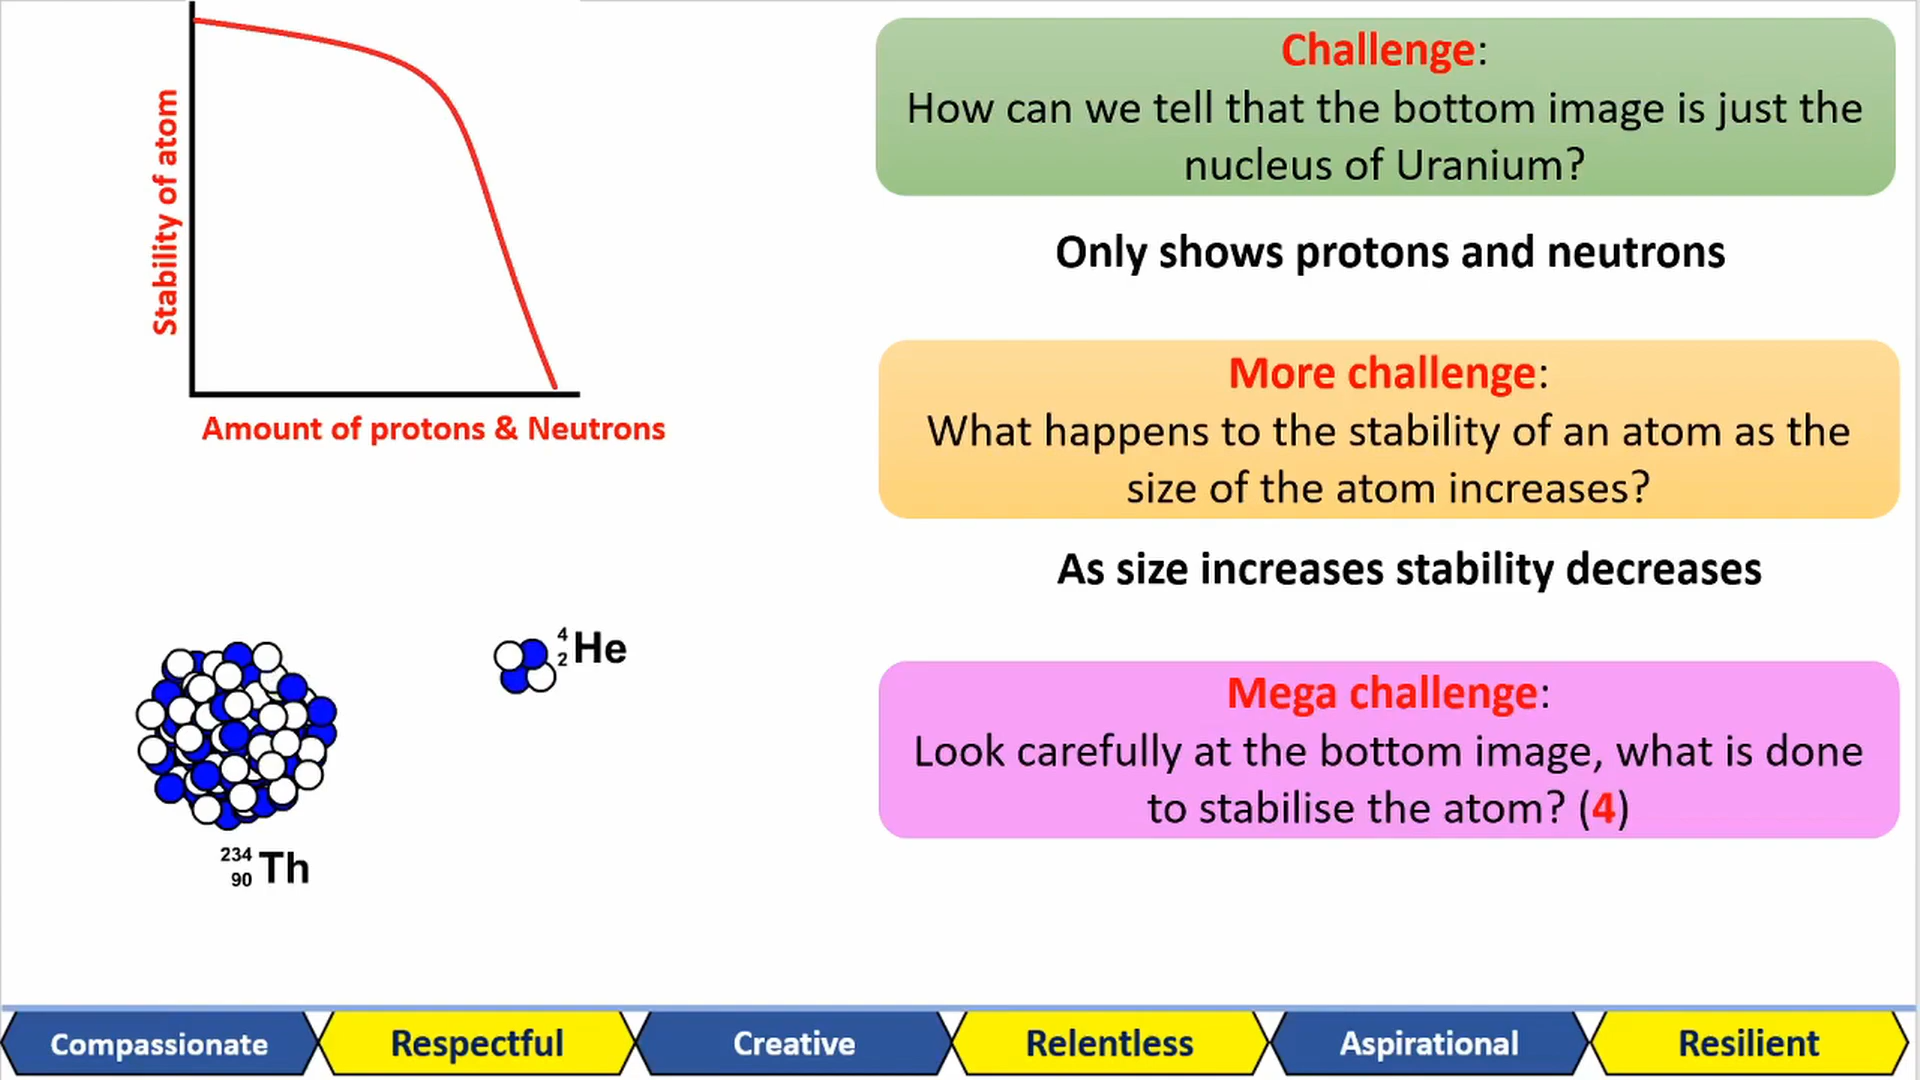 Stability of atom
Amount of protons & Neutrons
4
2 He
234
90 Th
Challenge:
How can we tell that the bottom image is just the
nucleus of Uranium?
Only shows protons and neutrons
More challenge:
What happens to the stability of an atom as the
size of the atom increases?
As size increases stability decreases
Mega challenge:
Look carefully at the bottom image, what is done
to stabilise the atom? (4)
Compassionate Respectful Creative Relentless Aspirational Resilient